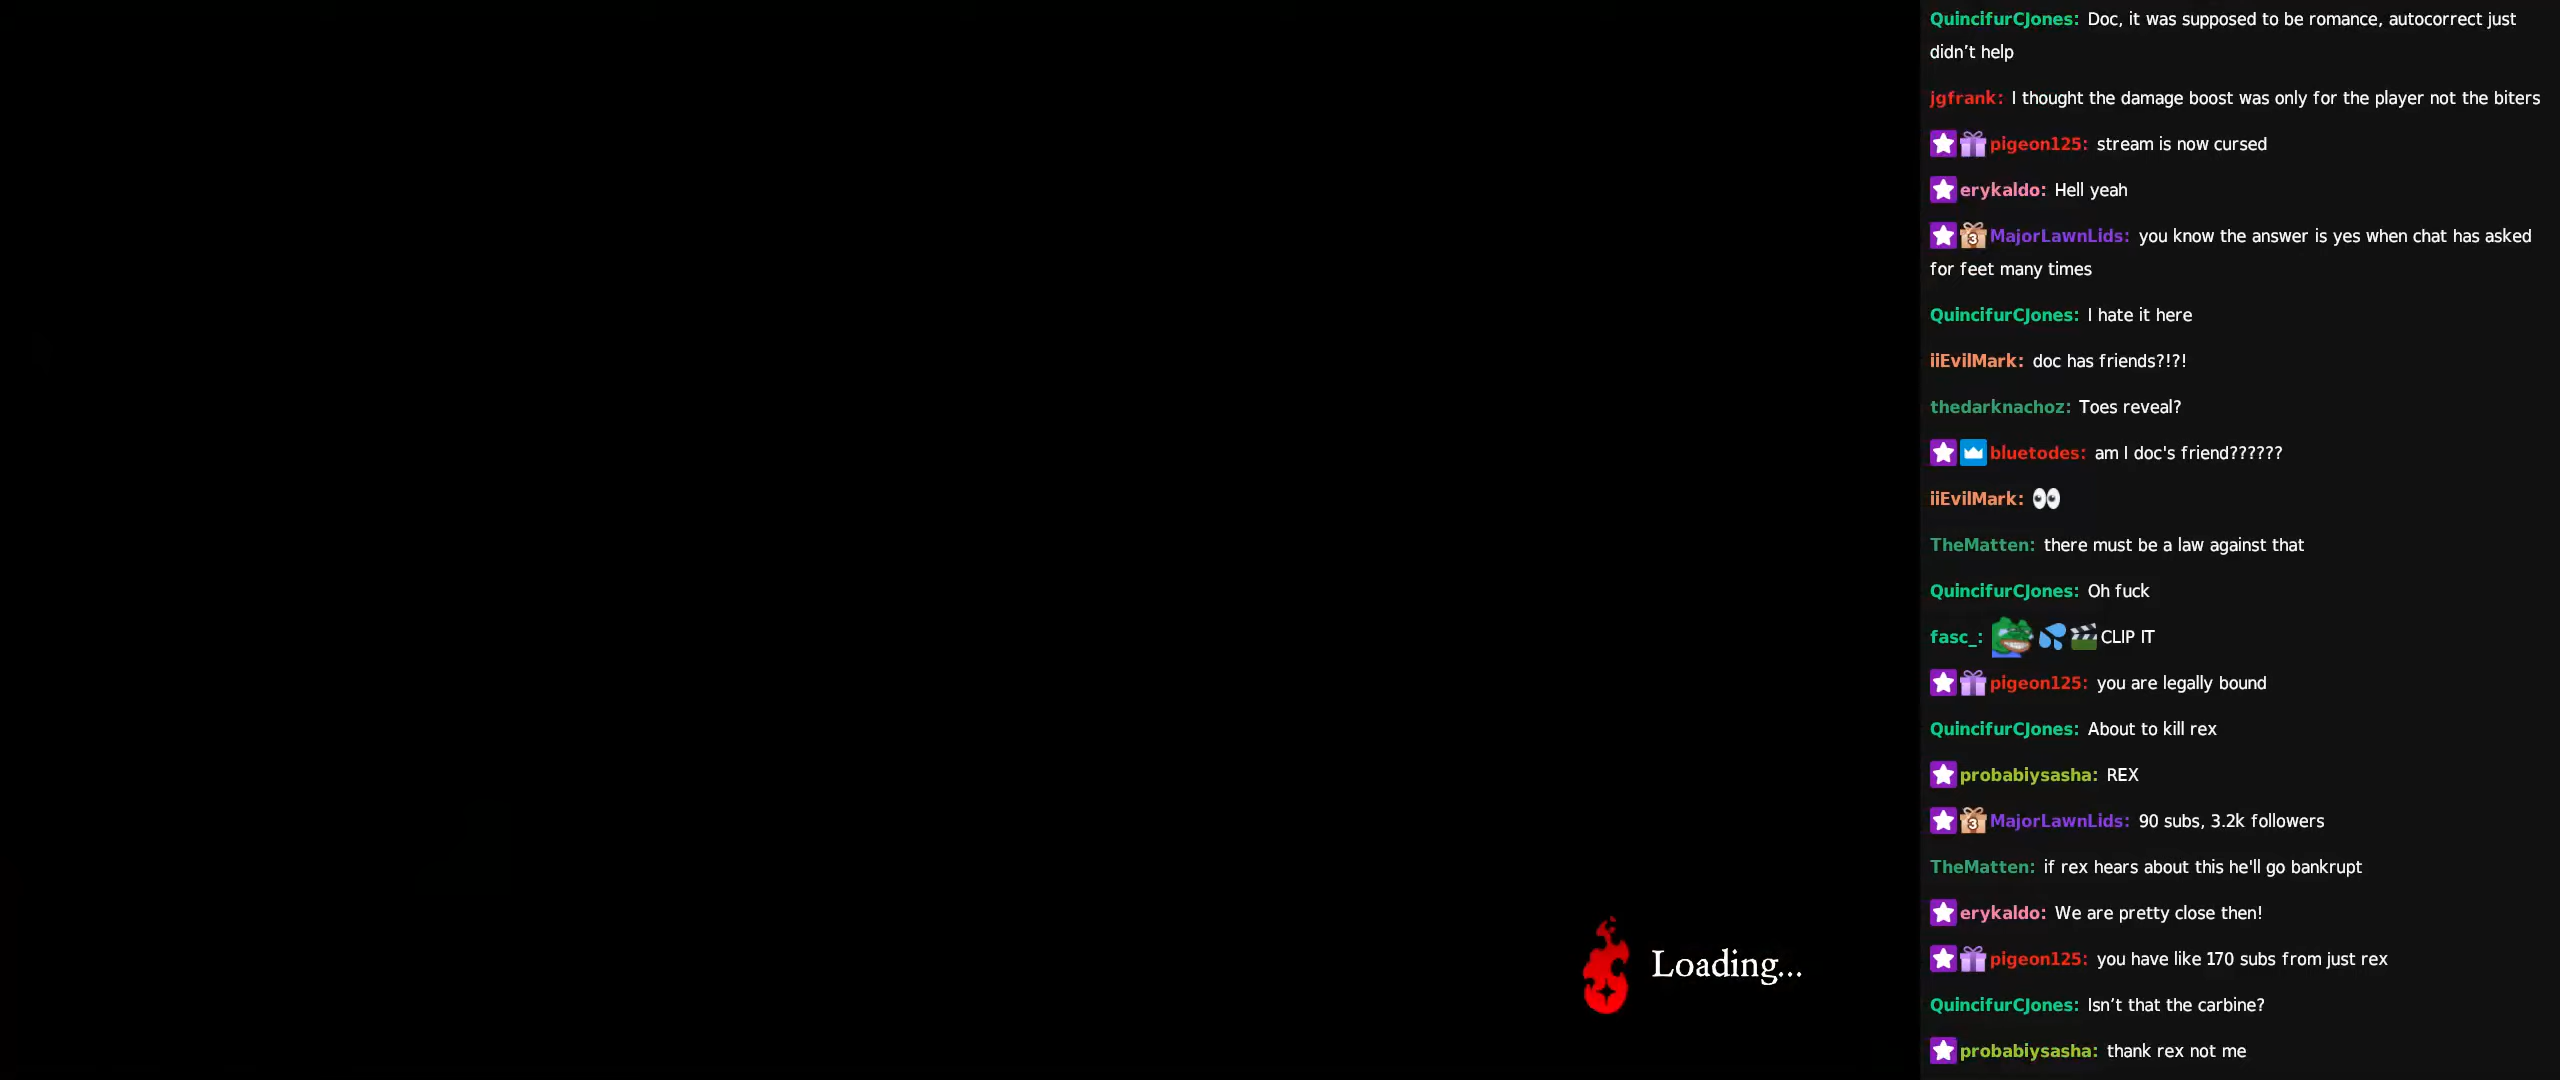 QuincifurCJones: Doc, it was supposed to be romance, autocorrect just
didn’t help
jgfrank: I thought the damage boost was only for the player not the biters
pigeon125: stream is now cursed
erykaldo: Hell yeah
3 MajorLawnLids: you know the answer is yes when chat has asked
for feet many times
QuincifurCJones: I hate it here
iiEvilMark: doc has friends?!?!
thedarknachoz: Toes reveal?
bluetodes: am I doc's friend??????
iiEvilMark: 👀
TheMatten: there must be a law against that
QuincifurCJones: Oh fuck
fasc_: 💦🎬 CLIP IT
pigeon125: you are legally bound
QuincifurCJones: About to kill rex
probabiysasha: REX
3 MajorLawnLids: 90 subs, 3.2k followers
TheMatten: if rex hears about this he'll go bankrupt
erykaldo: We are pretty close then!
pigeon125: you have like 170 subs from just rex
QuincifurCJones: Isn’t that the carbine?
probabiysasha: thank rex not me
Loading...